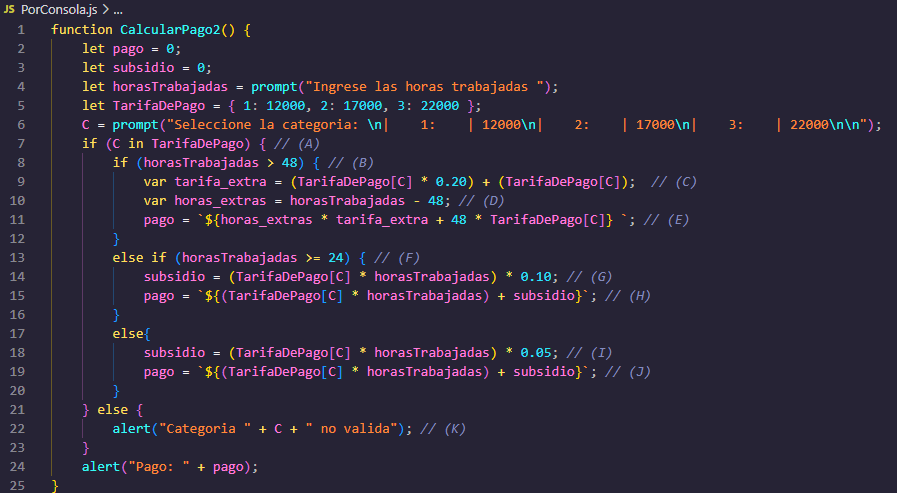 JS PorConsola.js > ...
1 function CalcularPago2() {
2     let pago = 0;
3     let subsidio = 0;
4     let horasTrabajadas = prompt("Ingrese las horas trabajadas ");
5     let TarifaDePago = { 1: 12000, 2: 17000, 3: 22000 };
6     C = prompt("Seleccione la categoria: \n|    1:    | 12000\n|    2:    | 17000\n|    3:    | 22000\n\n");
7     if (C in TarifaDePago) { // (A)
8         if (horasTrabajadas > 48) { // (B)
9             var tarifa_extra = (TarifaDePago[C] * 0.20) + (TarifaDePago[C]);  // (C)
10             var horas_extras = horasTrabajadas - 48; // (D)
11             pago = `${horas_extras * tarifa_extra + 48 * TarifaDePago[C]} `; // (E)
12         }
13         else if (horasTrabajadas >= 24) { // (F)
14             subsidio = (TarifaDePago[C] * horasTrabajadas) * 0.10; // (G)
15             pago = `${(TarifaDePago[C] * horasTrabajadas) + subsidio}`; // (H)
16         }
17         else{
18             subsidio = (TarifaDePago[C] * horasTrabajadas) * 0.05; // (I)
19             pago = `${(TarifaDePago[C] * horasTrabajadas) + subsidio}`; // (J)
20         }
21     } else {
22         alert("Categoria " + C + " no valida"); // (K)
23     }
24     alert("Pago: " + pago);
25 }